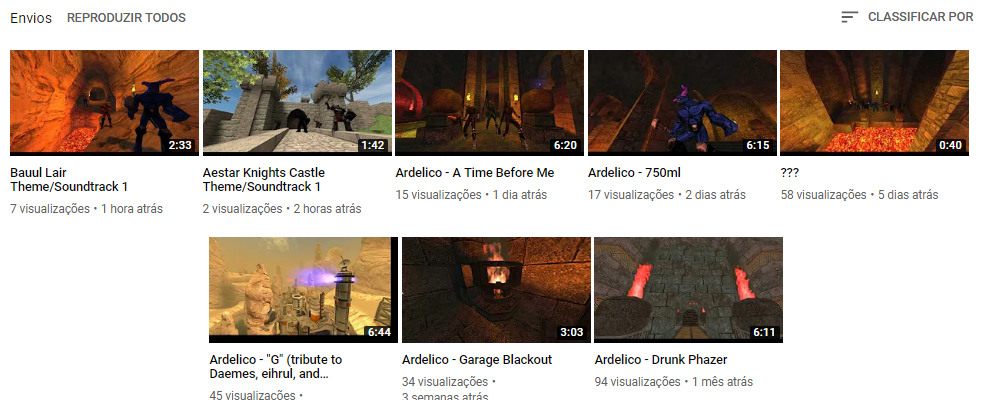 Envios REPRODUZIR TODOS CLASSIFICAR POR
2:33 1:42 6:20 6:15 0:40
Bauul Lair
Theme/Soundtrack 1
7 visualizações • 1 hora atrás
Aestar Knights Castle
Theme/Soundtrack 1
2 visualizações • 2 horas atrás
Ardelico - A Time Before Me
15 visualizações • 1 dia atrás
Ardelico - 750ml
17 visualizações • 2 dias atrás
???
58 visualizações • 5 dias atrás
6:44 3:03 6:11
Ardelico - "G" (tribute to
Daemes, eihrul, and...
45 visualizações •
Ardelico - Garage Blackout
34 visualizações •
3 semanas atrás
Ardelico - Drunk Phazer
94 visualizações • 1 mês atrás